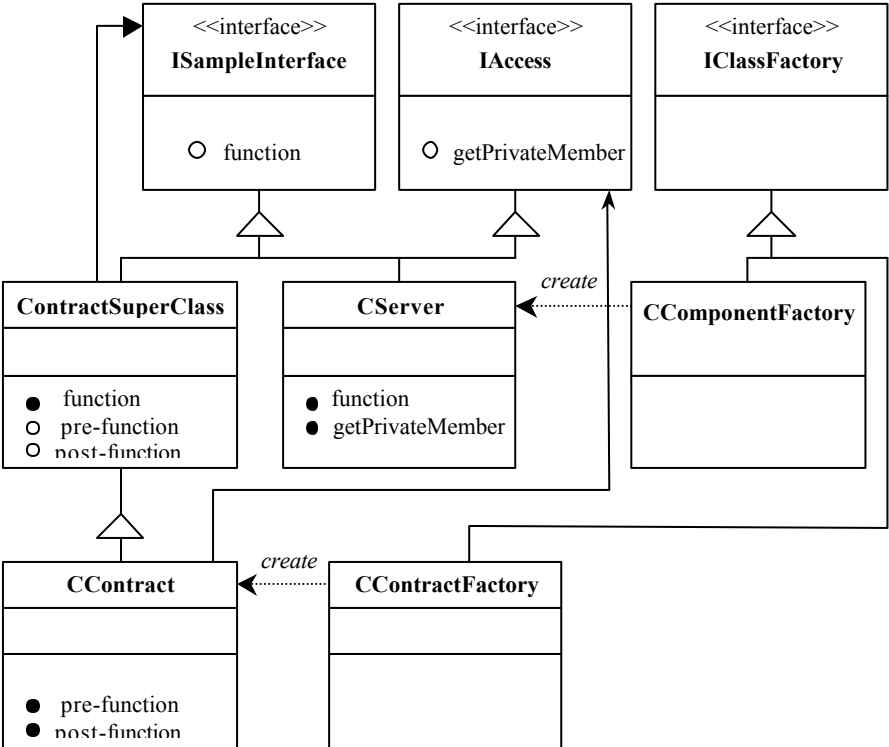 <<interface>>
ISampleInterface
function
<<interface>>
IAccess
getPrivateMember
<<interface>>
IClassFactory
ContractSuperClass
function
pre-function
post-function
CServer
function
getPrivateMember
create
CComponentFactory
CContract
pre-function
post-function
create
CContractFactory